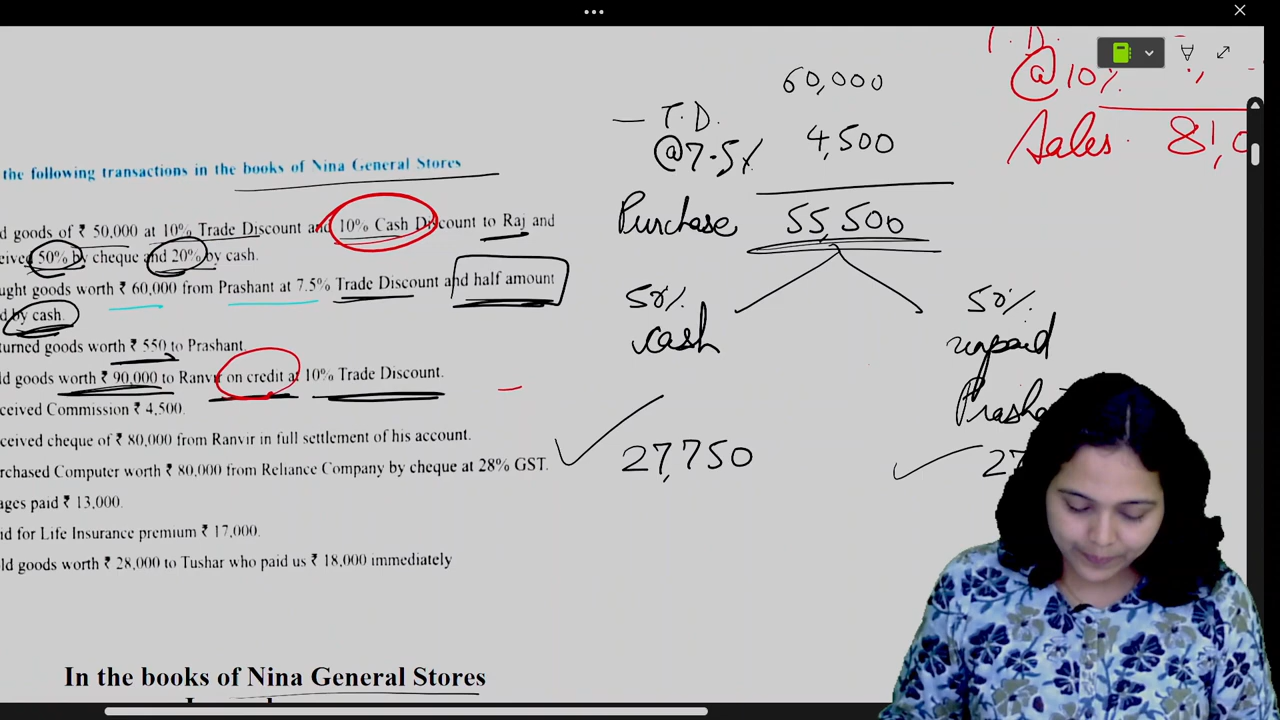 the following transactions in the books of Nina General Stores
d goods of ₹ 50,000 at 10% Trade Discount and 10% Cash Discount to Raj and
eived 50% by cheque and 20% by cash.
ught goods worth ₹ 60,000 from Prashant at 7.5% Trade Discount and half amount
d by cash.
turned goods worth ₹ 550 to Prashant.
ld goods worth ₹ 90,000 to Ranvir on credit at 10% Trade Discount.
ceived Commission ₹ 4,500.
ceived cheque of ₹ 80,000 from Ranvir in full settlement of his account.
rchased Computer worth ₹ 80,000 from Reliance Company by cheque at 28% GST.
ages paid ₹ 13,000.
id for Life Insurance premium ₹ 17,000.
ld goods worth ₹ 28,000 to Tushar who paid us ₹ 18,000 immediately
In the books of Nina General Stores
60,000
— T.D.
@7.5% 4,500
Purchase 55,500
50% 50%
cash unpaid
Prasha
27,750 27
T.D.
@10%
Sales 81,0